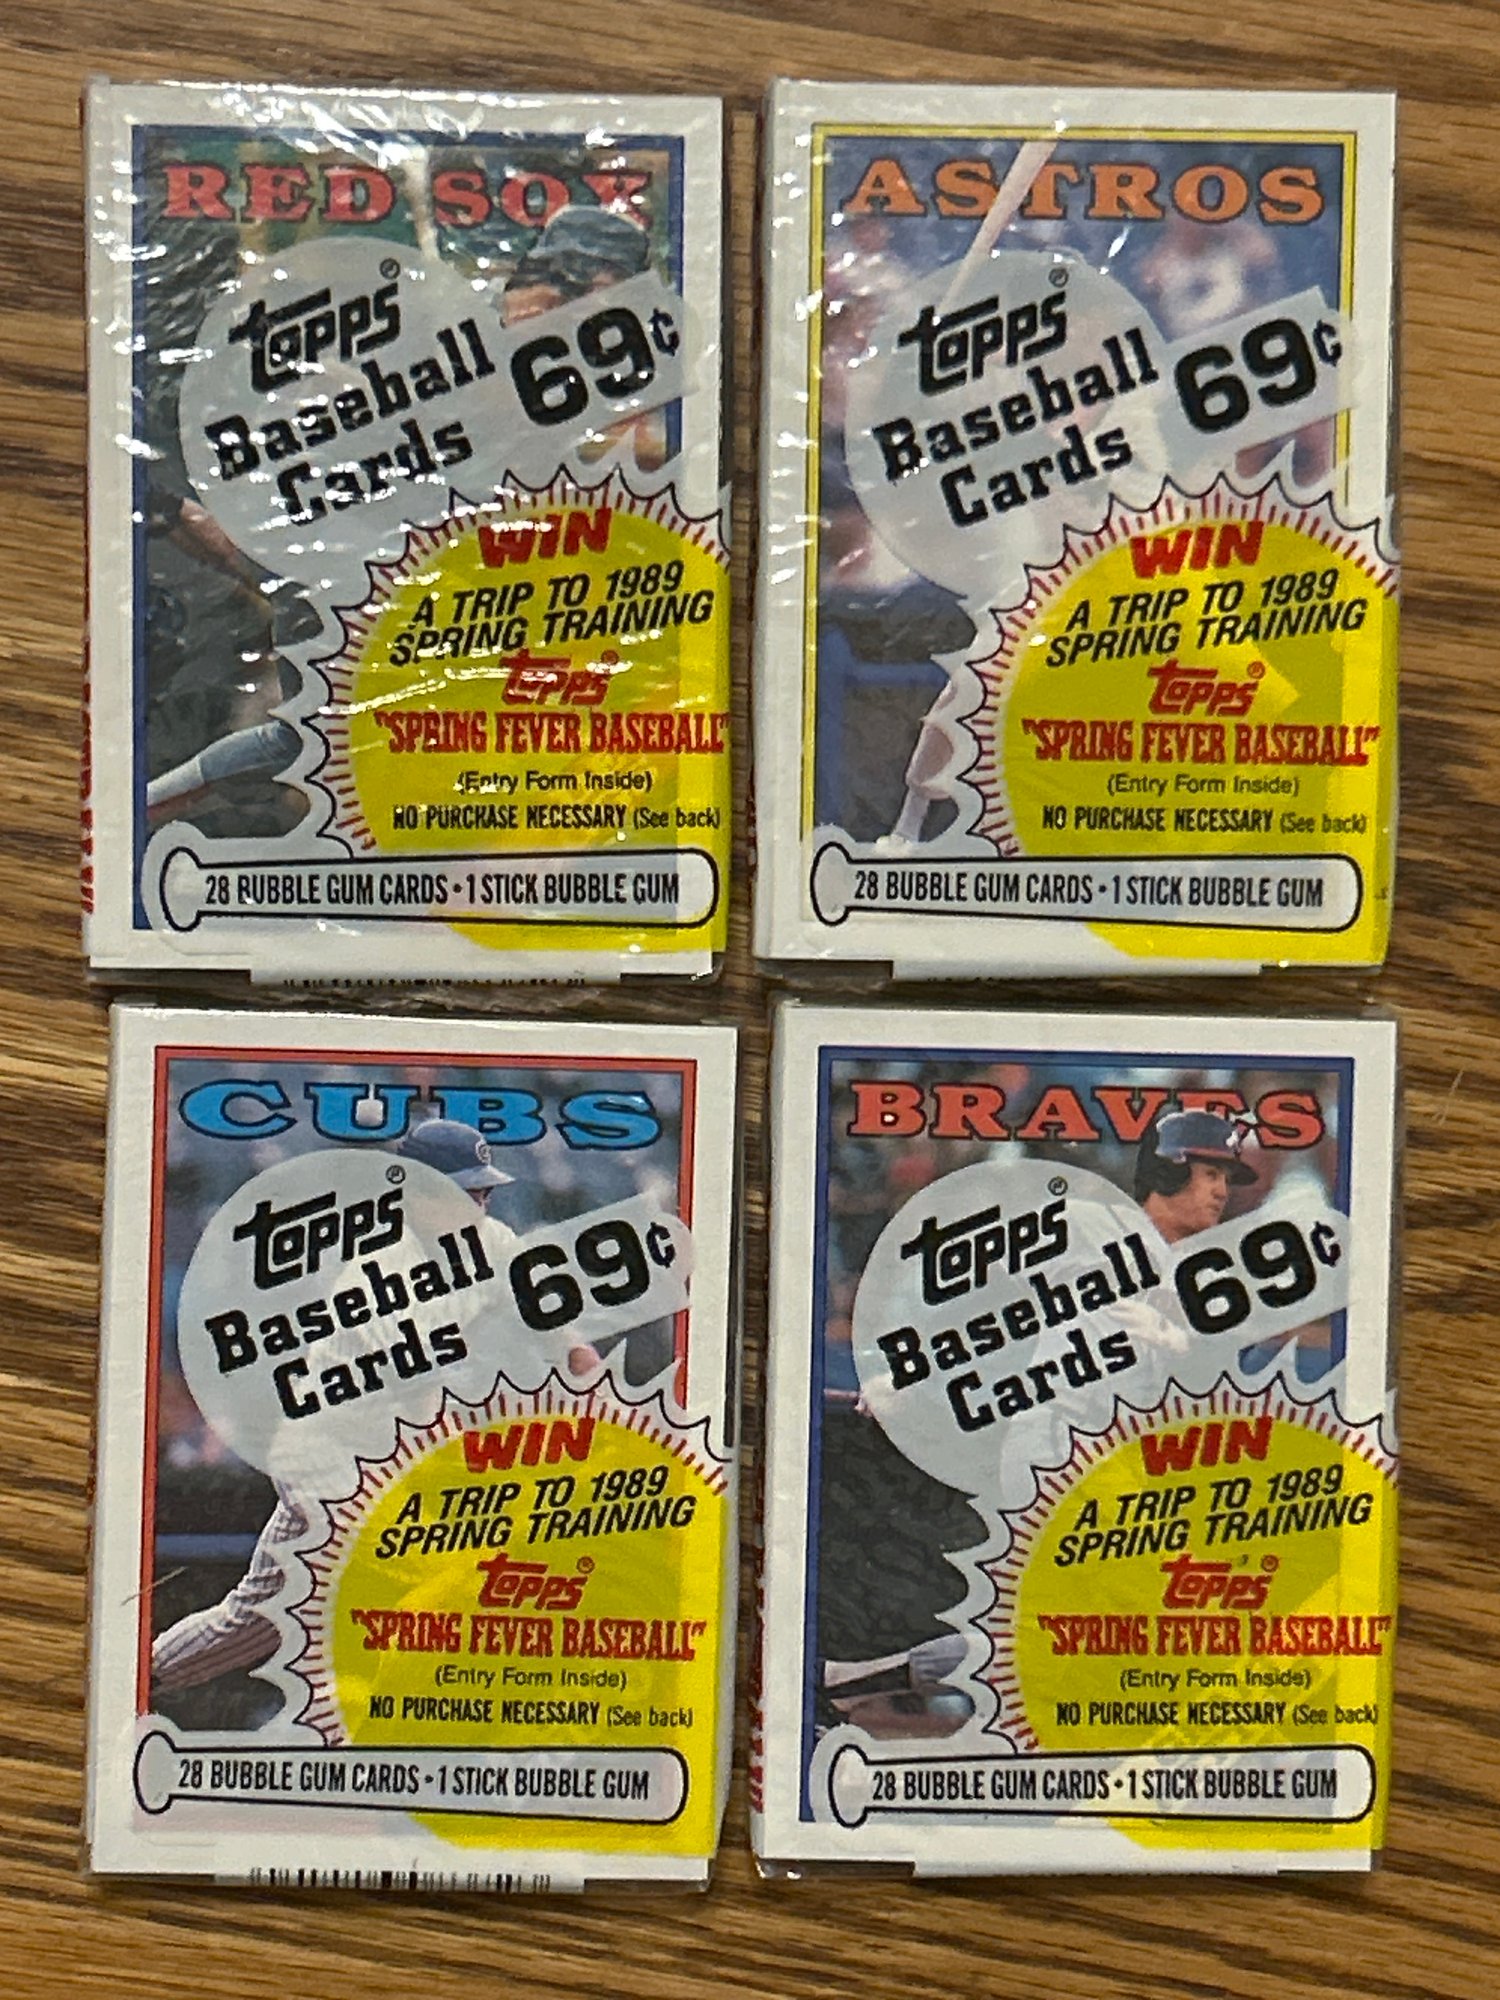 RED SOX
Topps®
Baseball
Cards
69¢
WIN
A TRIP TO 1989
SPRING TRAINING
Topps®
"SPRING FEVER BASEBALL"
(Entry Form Inside)
NO PURCHASE NECESSARY (See back)
28 BUBBLE GUM CARDS • 1 STICK BUBBLE GUM
ASTROS
Topps®
Baseball
Cards
69¢
WIN
A TRIP TO 1989
SPRING TRAINING
Topps®
"SPRING FEVER BASEBALL"
(Entry Form Inside)
NO PURCHASE NECESSARY (See back)
28 BUBBLE GUM CARDS • 1 STICK BUBBLE GUM
CUBS
Topps®
Baseball
Cards
69¢
WIN
A TRIP TO 1989
SPRING TRAINING
Topps®
"SPRING FEVER BASEBALL"
(Entry Form Inside)
NO PURCHASE NECESSARY (See back)
28 BUBBLE GUM CARDS • 1 STICK BUBBLE GUM
BRAVES
Topps®
Baseball
Cards
69¢
WIN
A TRIP TO 1989
SPRING TRAINING
Topps®
"SPRING FEVER BASEBALL"
(Entry Form Inside)
NO PURCHASE NECESSARY (See back)
28 BUBBLE GUM CARDS • 1 STICK BUBBLE GUM